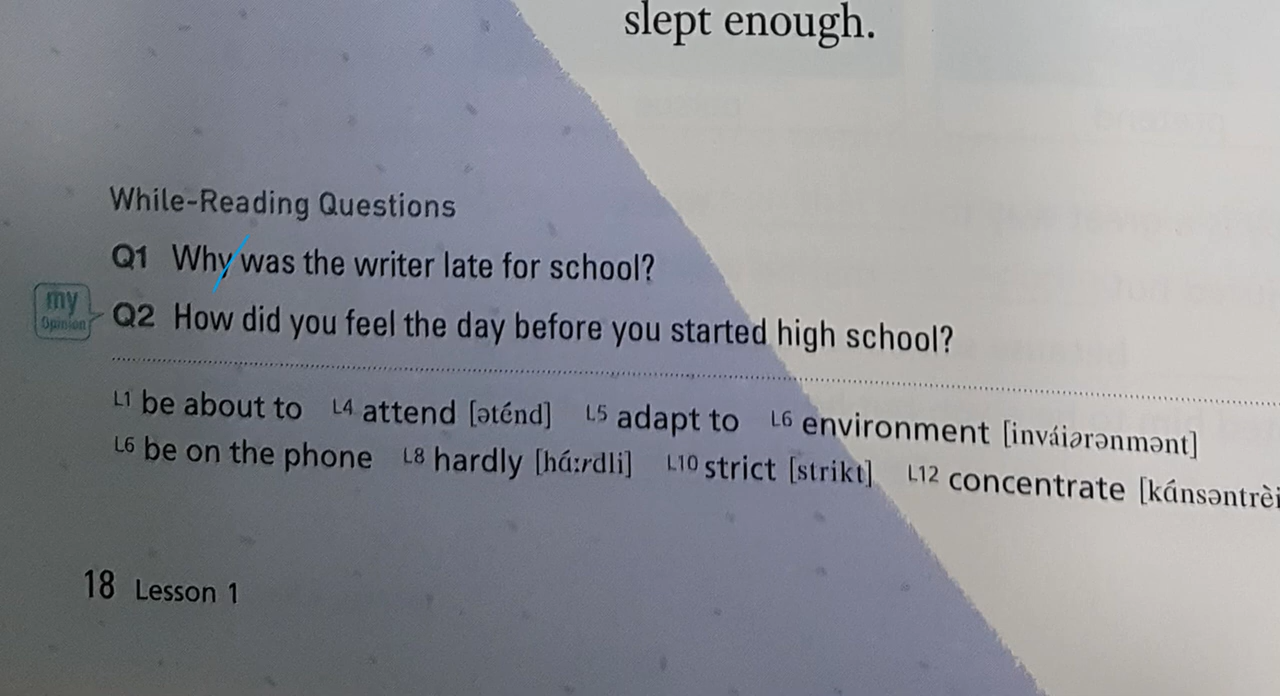 slept enough.
While-Reading Questions
Q1 Why was the writer late for school?
my
Opinion
Q2 How did you feel the day before you started high school?
L1 be about to L4 attend [əténd] L5 adapt to L6 environment [inváiərənmənt]
L6 be on the phone L8 hardly [háːrdli] L10 strict [strikt] L12 concentrate [kánsəntrèi
18 Lesson 1